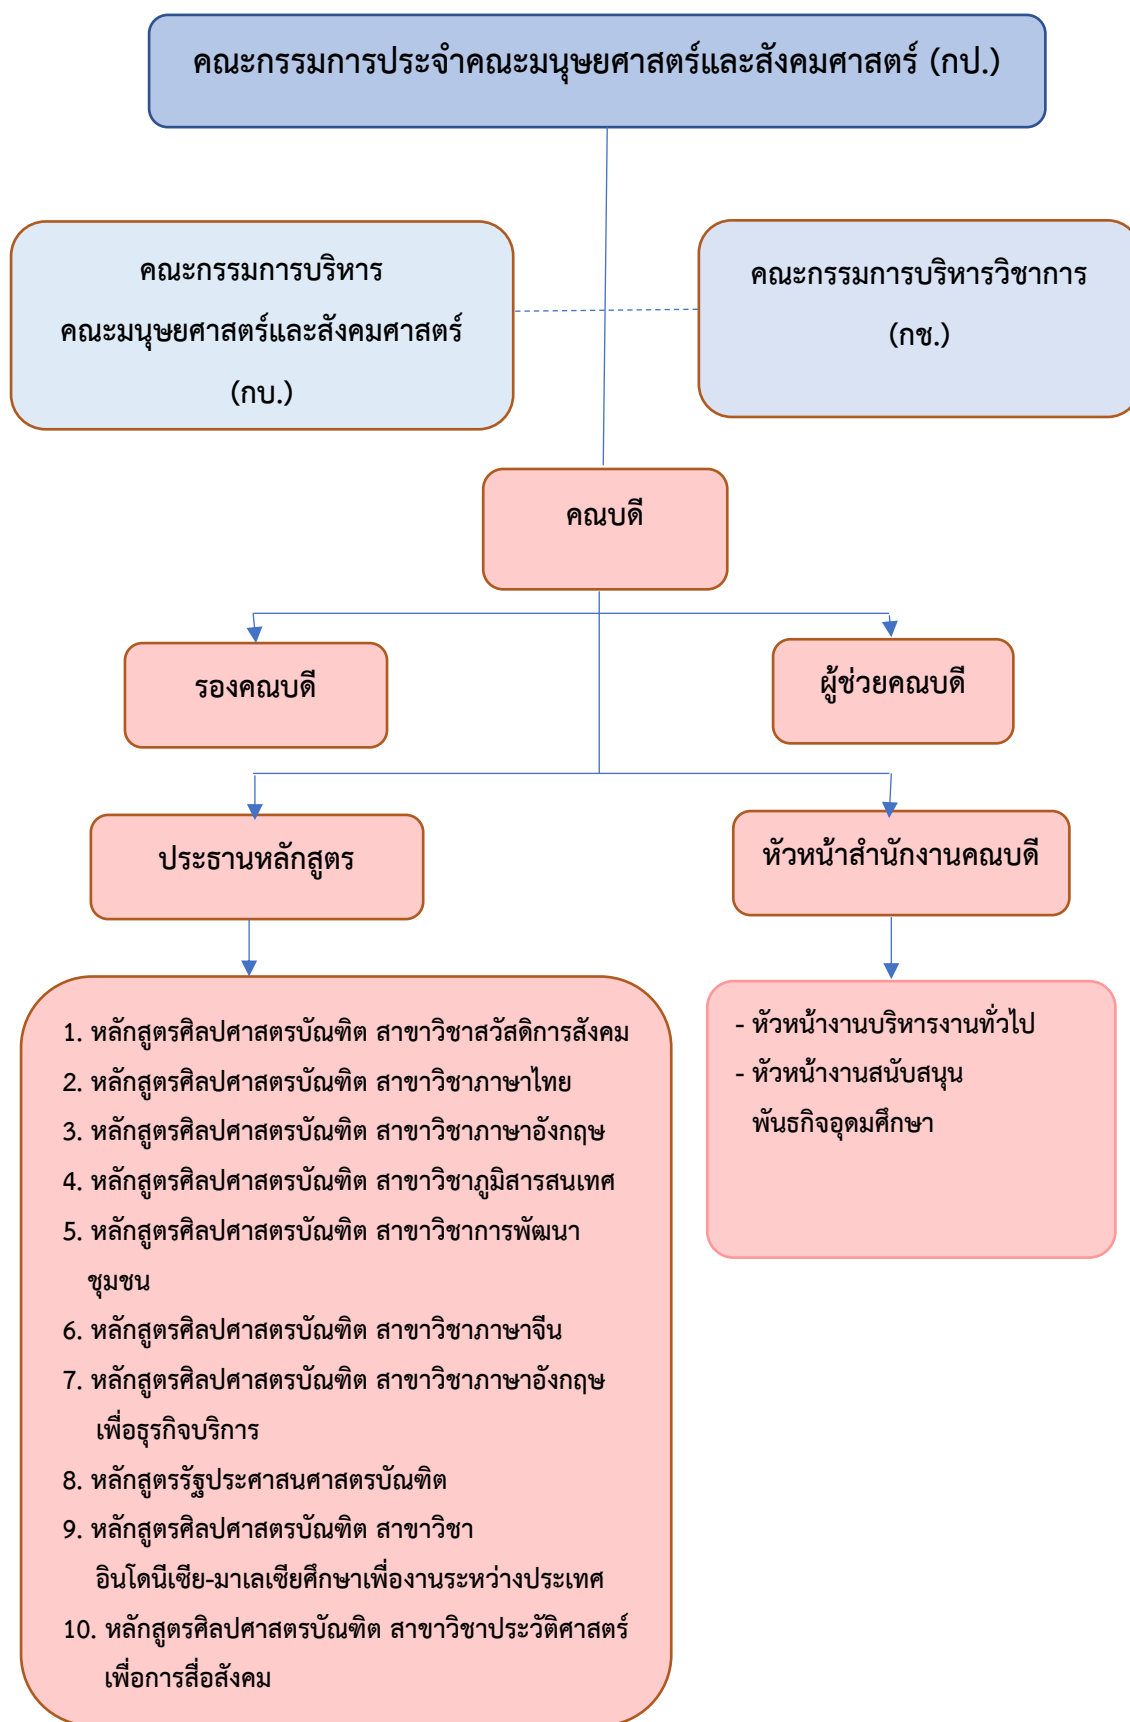 คณะกรรมการประจำคณะมนุษยศาสตร์และสังคมศาสตร์ (กป.)
คณะกรรมการบริหาร
คณะมนุษยศาสตร์และสังคมศาสตร์
(กบ.)
คณะกรรมการบริหารวิชาการ
(กช.)
คณบดี
รองคณบดี
ผู้ช่วยคณบดี
ประธานหลักสูตร
หัวหน้าสำนักงานคณบดี
1. หลักสูตรศิลปศาสตรบัณฑิต สาขาวิชาสวัสดิการสังคม
2. หลักสูตรศิลปศาสตรบัณฑิต สาขาวิชาภาษาไทย
3. หลักสูตรศิลปศาสตรบัณฑิต สาขาวิชาภาษาอังกฤษ
4. หลักสูตรศิลปศาสตรบัณฑิต สาขาวิชาภูมิสารสนเทศ
5. หลักสูตรศิลปศาสตรบัณฑิต สาขาวิชาการพัฒนา
ชุมชน
6. หลักสูตรศิลปศาสตรบัณฑิต สาขาวิชาภาษาจีน
7. หลักสูตรศิลปศาสตรบัณฑิต สาขาวิชาภาษาอังกฤษ
เพื่อธุรกิจบริการ
8. หลักสูตรรัฐประศาสนศาสตรบัณฑิต
9. หลักสูตรศิลปศาสตรบัณฑิต สาขาวิชา
อินโดนีเซีย-มาเลเซียศึกษาเพื่องานระหว่างประเทศ
10. หลักสูตรศิลปศาสตรบัณฑิต สาขาวิชาประวัติศาสตร์
เพื่อการสื่อสังคม
- หัวหน้างานบริหารงานทั่วไป
- หัวหน้างานสนับสนุน
พันธกิจอุดมศึกษา